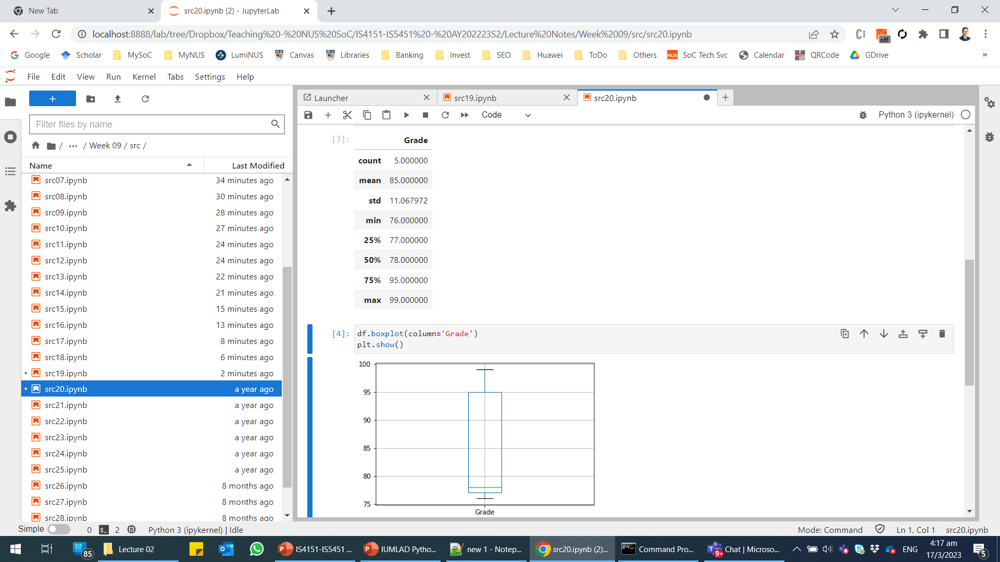 New Tab
src20.ipynb (2) - JupyterLab
localhost:8888/lab/tree/Dropbox/Teaching%20-%20NUS%20SoC/IS4151-IS5451%20-%20AY202223S2/Lecture%20Notes/Week%2009/src/src20.ipynb
off
Google Scholar MySoC MyNUS LumiNUS Canvas Libraries Banking Invest SEO Huawei ToDo Others NUS SoC Tech Svc Calendar QRCode GDrive »
File Edit View Run Kernel Tabs Settings Help
Launcher
src19.ipynb
src20.ipynb
Code
Python 3 (ipykernel)
Filter files by name
/ ... / Week 09 / src /
Name Last Modified
src07.ipynb 34 minutes ago
src08.ipynb 30 minutes ago
src09.ipynb 28 minutes ago
src10.ipynb 27 minutes ago
src11.ipynb 24 minutes ago
src12.ipynb 24 minutes ago
src13.ipynb 22 minutes ago
src14.ipynb 21 minutes ago
src15.ipynb 15 minutes ago
src16.ipynb 13 minutes ago
src17.ipynb 8 minutes ago
src18.ipynb 6 minutes ago
src19.ipynb 2 minutes ago
src20.ipynb a year ago
src21.ipynb a year ago
src22.ipynb a year ago
src23.ipynb a year ago
src24.ipynb a year ago
src25.ipynb a year ago
src26.ipynb 8 months ago
src27.ipynb 8 months ago
src28.ipynb 8 months ago
[3]:
Grade
count 5.000000
mean 85.000000
std 11.067972
min 76.000000
25% 77.000000
50% 78.000000
75% 95.000000
max 99.000000
[4]:
df.boxplot(column='Grade')
plt.show()
100
95
90
85
80
75
Grade
Simple 0 $_ 2 Python 3 (ipykernel) | Idle
Mode: Command Ln 1, Col 1 src20.ipynb
85 Lecture 02 IS4151-IS5451 ... IUMLAD Pytho... new 1 - Notep... src20.ipynb (2)... Command Pro... 9+ Chat | Microso... ENG
4:17 am
17/3/2023
5